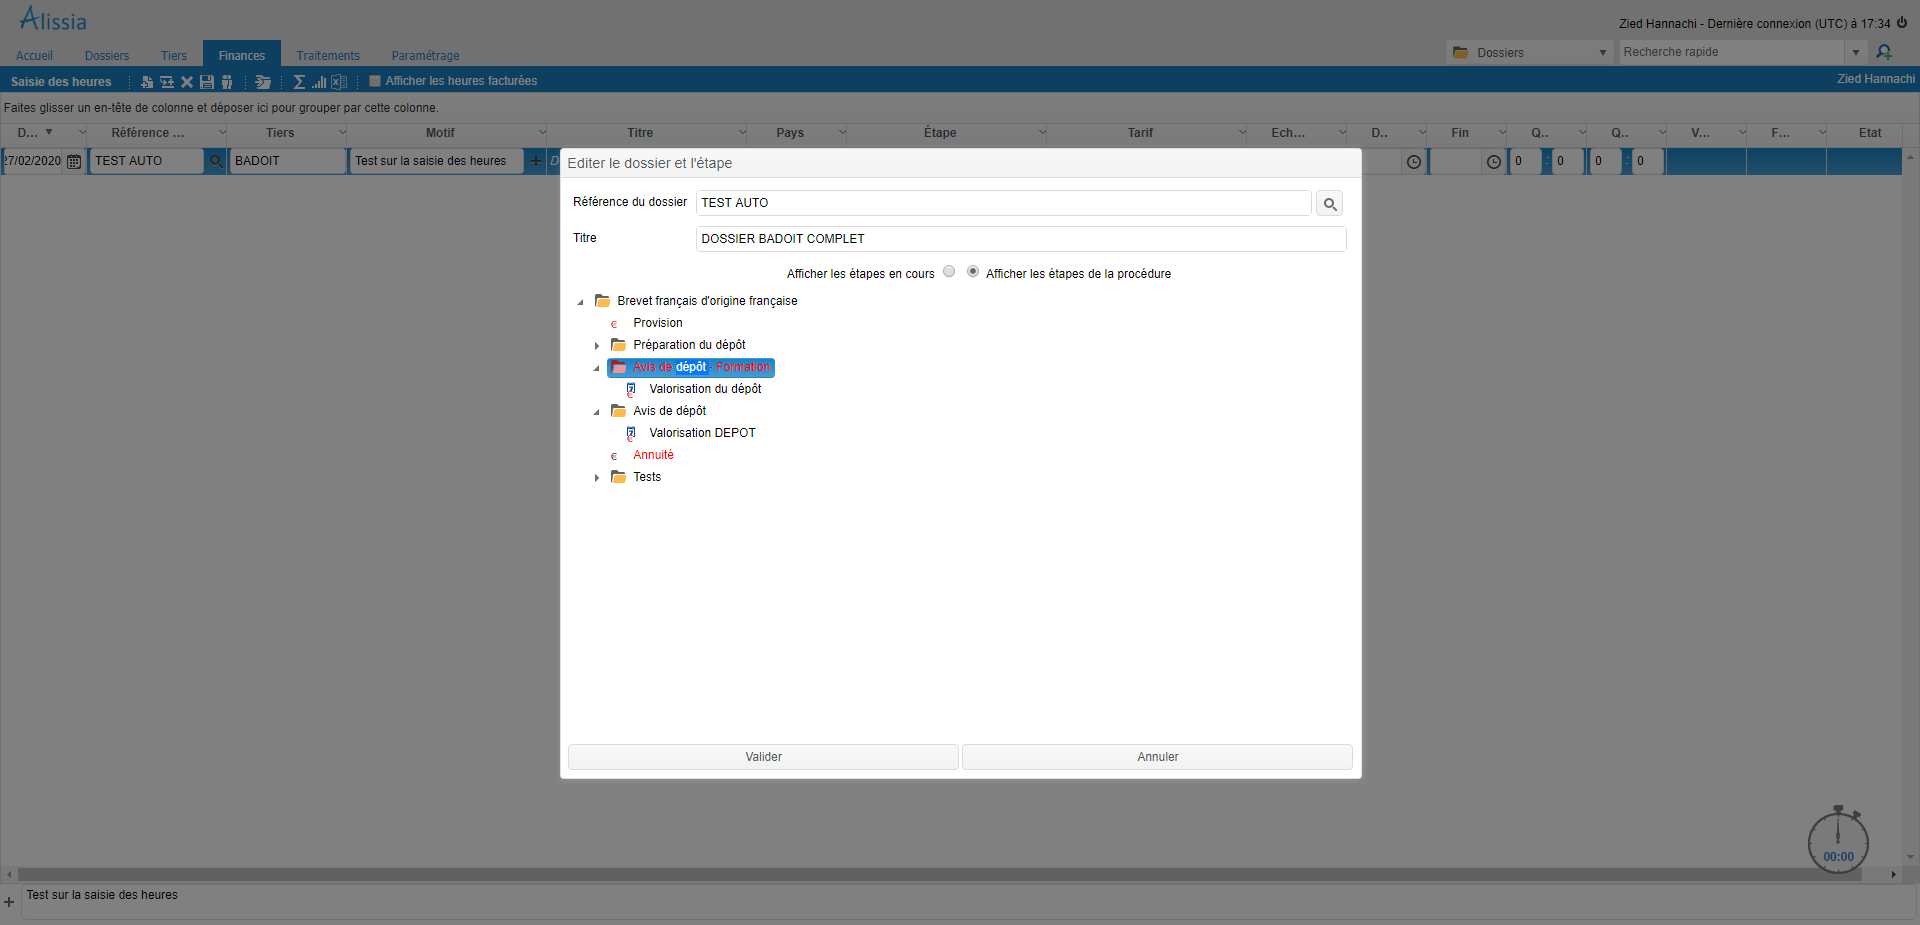 Alissia
Zied Hannachi - Dernière connexion (UTC) à 17:34
Accueil Dossiers Tiers Finances Traitements Paramétrage
Dossiers Recherche rapide
Saisie des heures Afficher les heures facturées Zied Hannachi
Faites glisser un en-tête de colonne et déposer ici pour grouper par cette colonne.
D... Référence ... Tiers Motif Titre Pays Étape Tarif Ech... D.. Fin Q.. Q.. V... F... Etat
27/02/2020 TEST AUTO BADOIT Test sur la saisie des heures D 0 : 0 0 : 0
Editer le dossier et l'étape
Référence du dossier TEST AUTO
Titre DOSSIER BADOIT COMPLET
Afficher les étapes en cours Afficher les étapes de la procédure
Brevet français d'origine française
€ Provision
Préparation du dépôt
Avis de dépôt - Formation
Valorisation du dépôt
Avis de dépôt
Valorisation DEPOT
€ Annuité
Tests
Valider Annuler
00:00
Test sur la saisie des heures